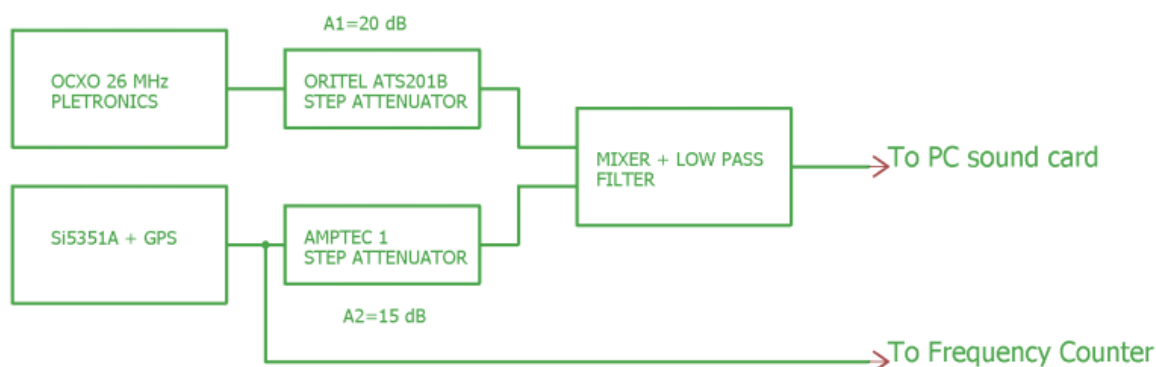 A1=20 dB
OCXO 26 MHz
PLETRONICS
ORITEL ATS201B
STEP ATTENUATOR
MIXER + LOW PASS
FILTER
To PC sound card
Si5351A + GPS
AMPTEC 1
STEP ATTENUATOR
A2=15 dB
To Frequency Counter